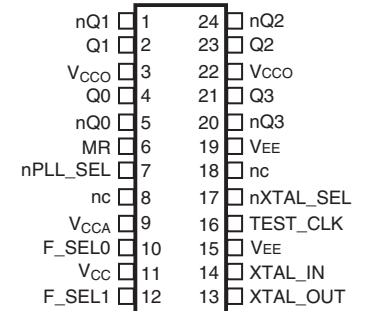 nQ1 1 24 nQ2
Q1 2 23 Q2
VCCO 3 22 VCCO
Q0 4 21 Q3
nQ0 5 20 nQ3
MR 6 19 VEE
nPLL_SEL 7 18 nc
nc 8 17 nXTAL_SEL
VCCA 9 16 TEST_CLK
F_SEL0 10 15 VEE
VCC 11 14 XTAL_IN
F_SEL1 12 13 XTAL_OUT